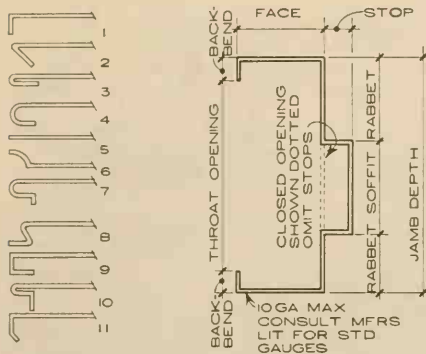 1
2
3
4
5
6
7
8
9
10
11
FACE
STOP
BACK-
BEND
THROAT OPENING
BACK-
BEND
CLOSED OPENING
SHOWN DOTTED
OMIT STOPS
RABBET
SOFFIT
RABBET
JAMB DEPTH
10GA MAX
CONSULT MFRS
LIT FOR STD
GAUGES